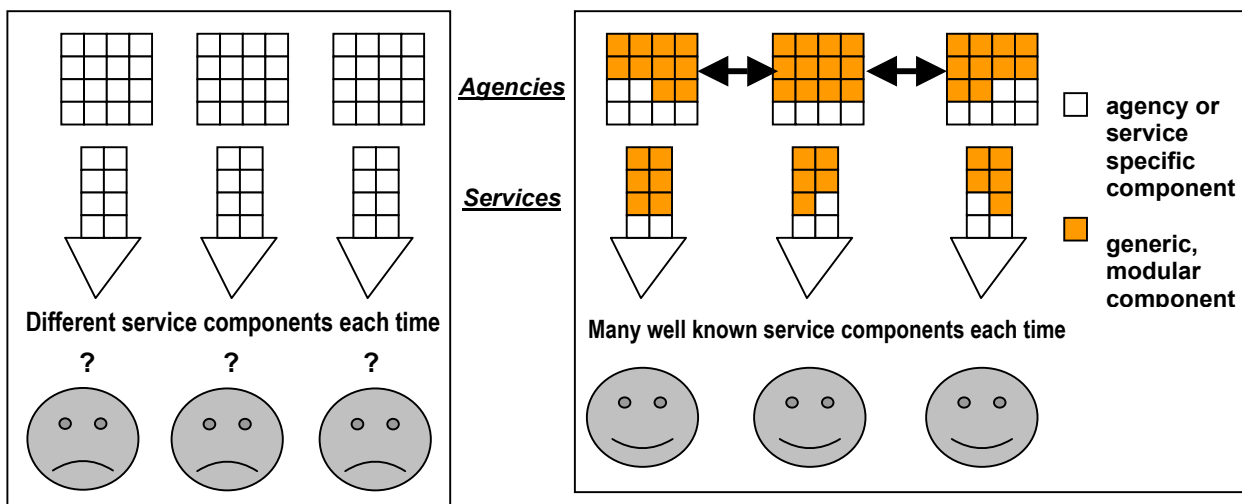 Agencies
Services
Different service components each time
? ? ?
Many well known service components each time
agency or
service
specific
component
generic,
modular
component